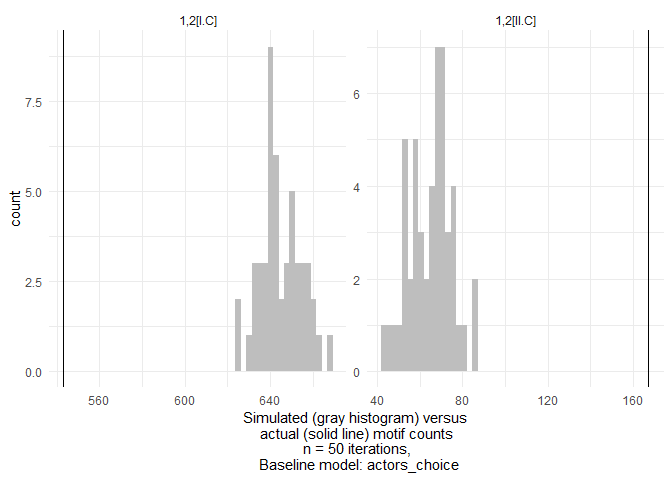 1,2[I.C]
1,2[II.C]
count
7.5
5.0
2.5
0.0
6
4
2
0
560
600
640
40
80
120
160
Simulated (gray histogram) versus
actual (solid line) motif counts
n = 50 iterations,
Baseline model: actors_choice